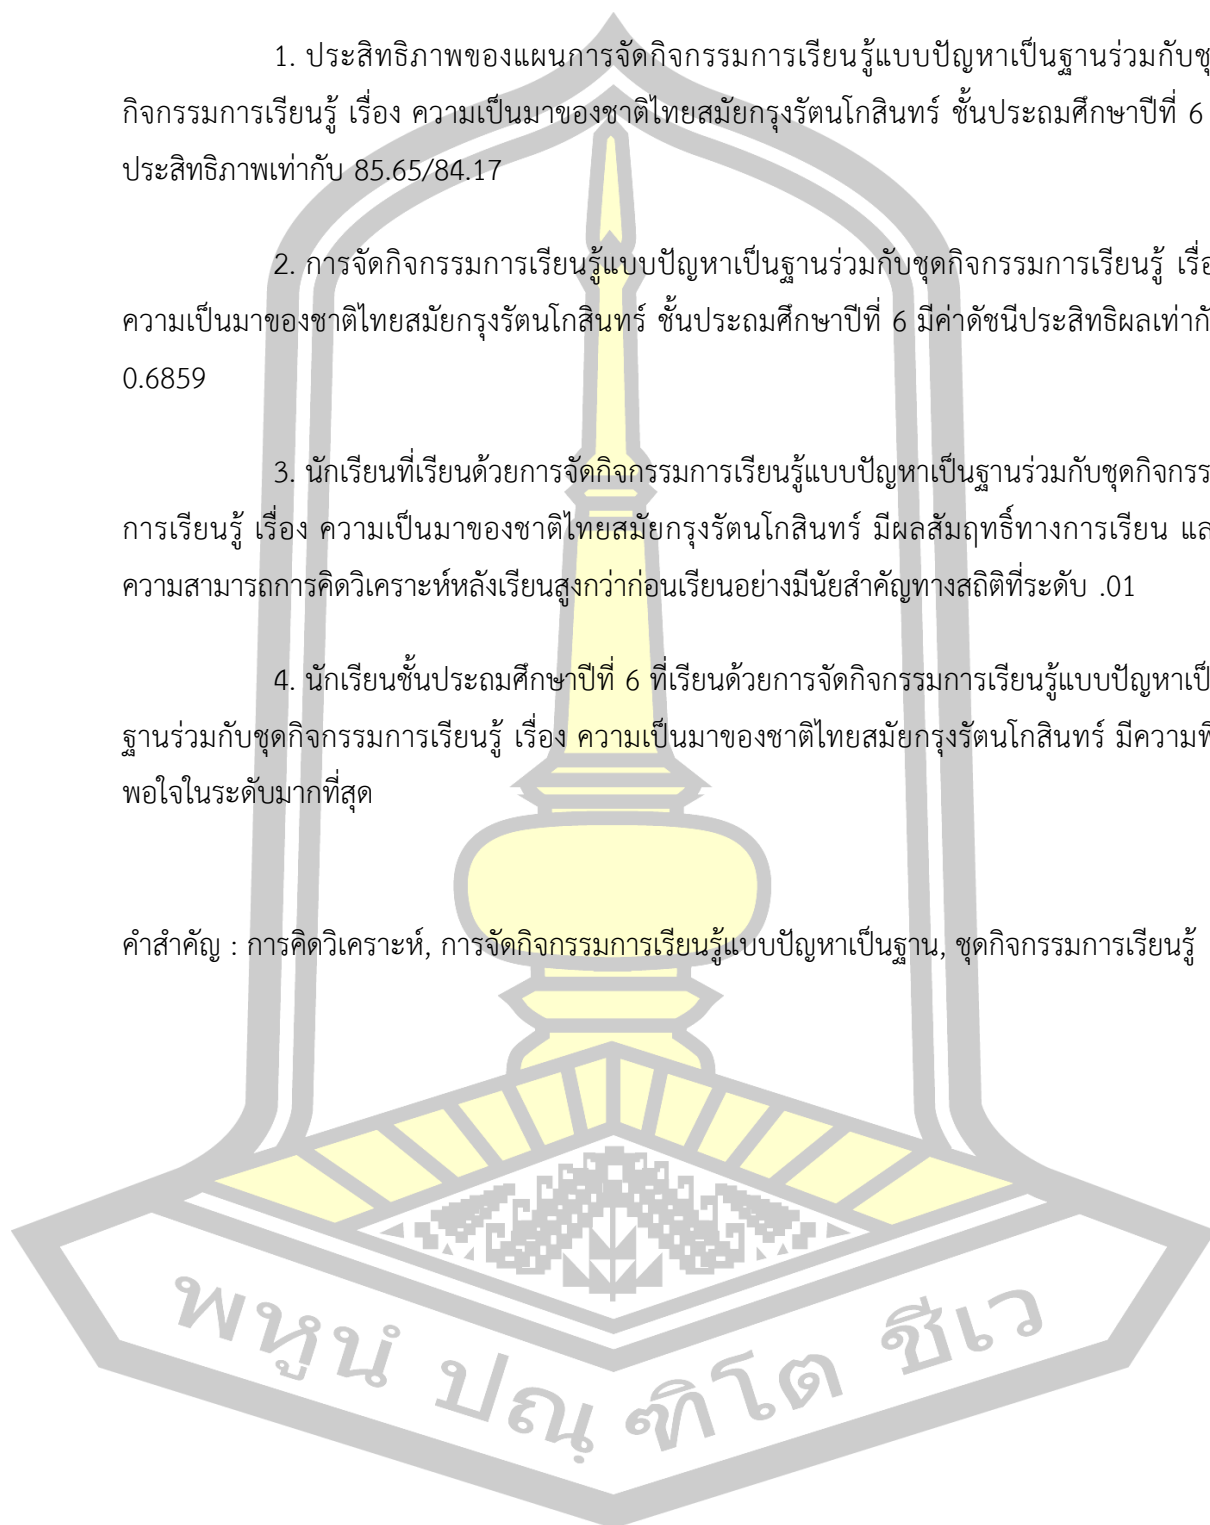 1. ประสิทธิภาพของแผนการจัดกิจกรรมการเรียนรู้แบบปัญหาเป็นฐานร่วมกับชุ
กิจกรรมการเรียนรู้ เรื่อง ความเป็นมาของชาติไทยสมัยกรุงรัตนโกสินทร์ ชั้นประถมศึกษาปีที่ 6
ประสิทธิภาพเท่ากับ 85.65/84.17
2. การจัดกิจกรรมการเรียนรู้แบบปัญหาเป็นฐานร่วมกับชุดกิจกรรมการเรียนรู้ เรื่อ
ความเป็นมาของชาติไทยสมัยกรุงรัตนโกสินทร์ ชั้นประถมศึกษาปีที่ 6 มีค่าดัชนีประสิทธิผลเท่ากั
0.6859
3. นักเรียนที่เรียนด้วยการจัดกิจกรรมการเรียนรู้แบบปัญหาเป็นฐานร่วมกับชุดกิจกรร
การเรียนรู้ เรื่อง ความเป็นมาของชาติไทยสมัยกรุงรัตนโกสินทร์ มีผลสัมฤทธิ์ทางการเรียน แล
ความสามารถการคิดวิเคราะห์หลังเรียนสูงกว่าก่อนเรียนอย่างมีนัยสำคัญทางสถิติที่ระดับ .01
4. นักเรียนชั้นประถมศึกษาปีที่ 6 ที่เรียนด้วยการจัดกิจกรรมการเรียนรู้แบบปัญหาเป็
ฐานร่วมกับชุดกิจกรรมการเรียนรู้ เรื่อง ความเป็นมาของชาติไทยสมัยกรุงรัตนโกสินทร์ มีความพึ
พอใจในระดับมากที่สุด
คำสำคัญ : การคิดวิเคราะห์, การจัดกิจกรรมการเรียนรู้แบบปัญหาเป็นฐาน, ชุดกิจกรรมการเรียนรู้
พหูนํ ปณฺฑิโต ชีเว